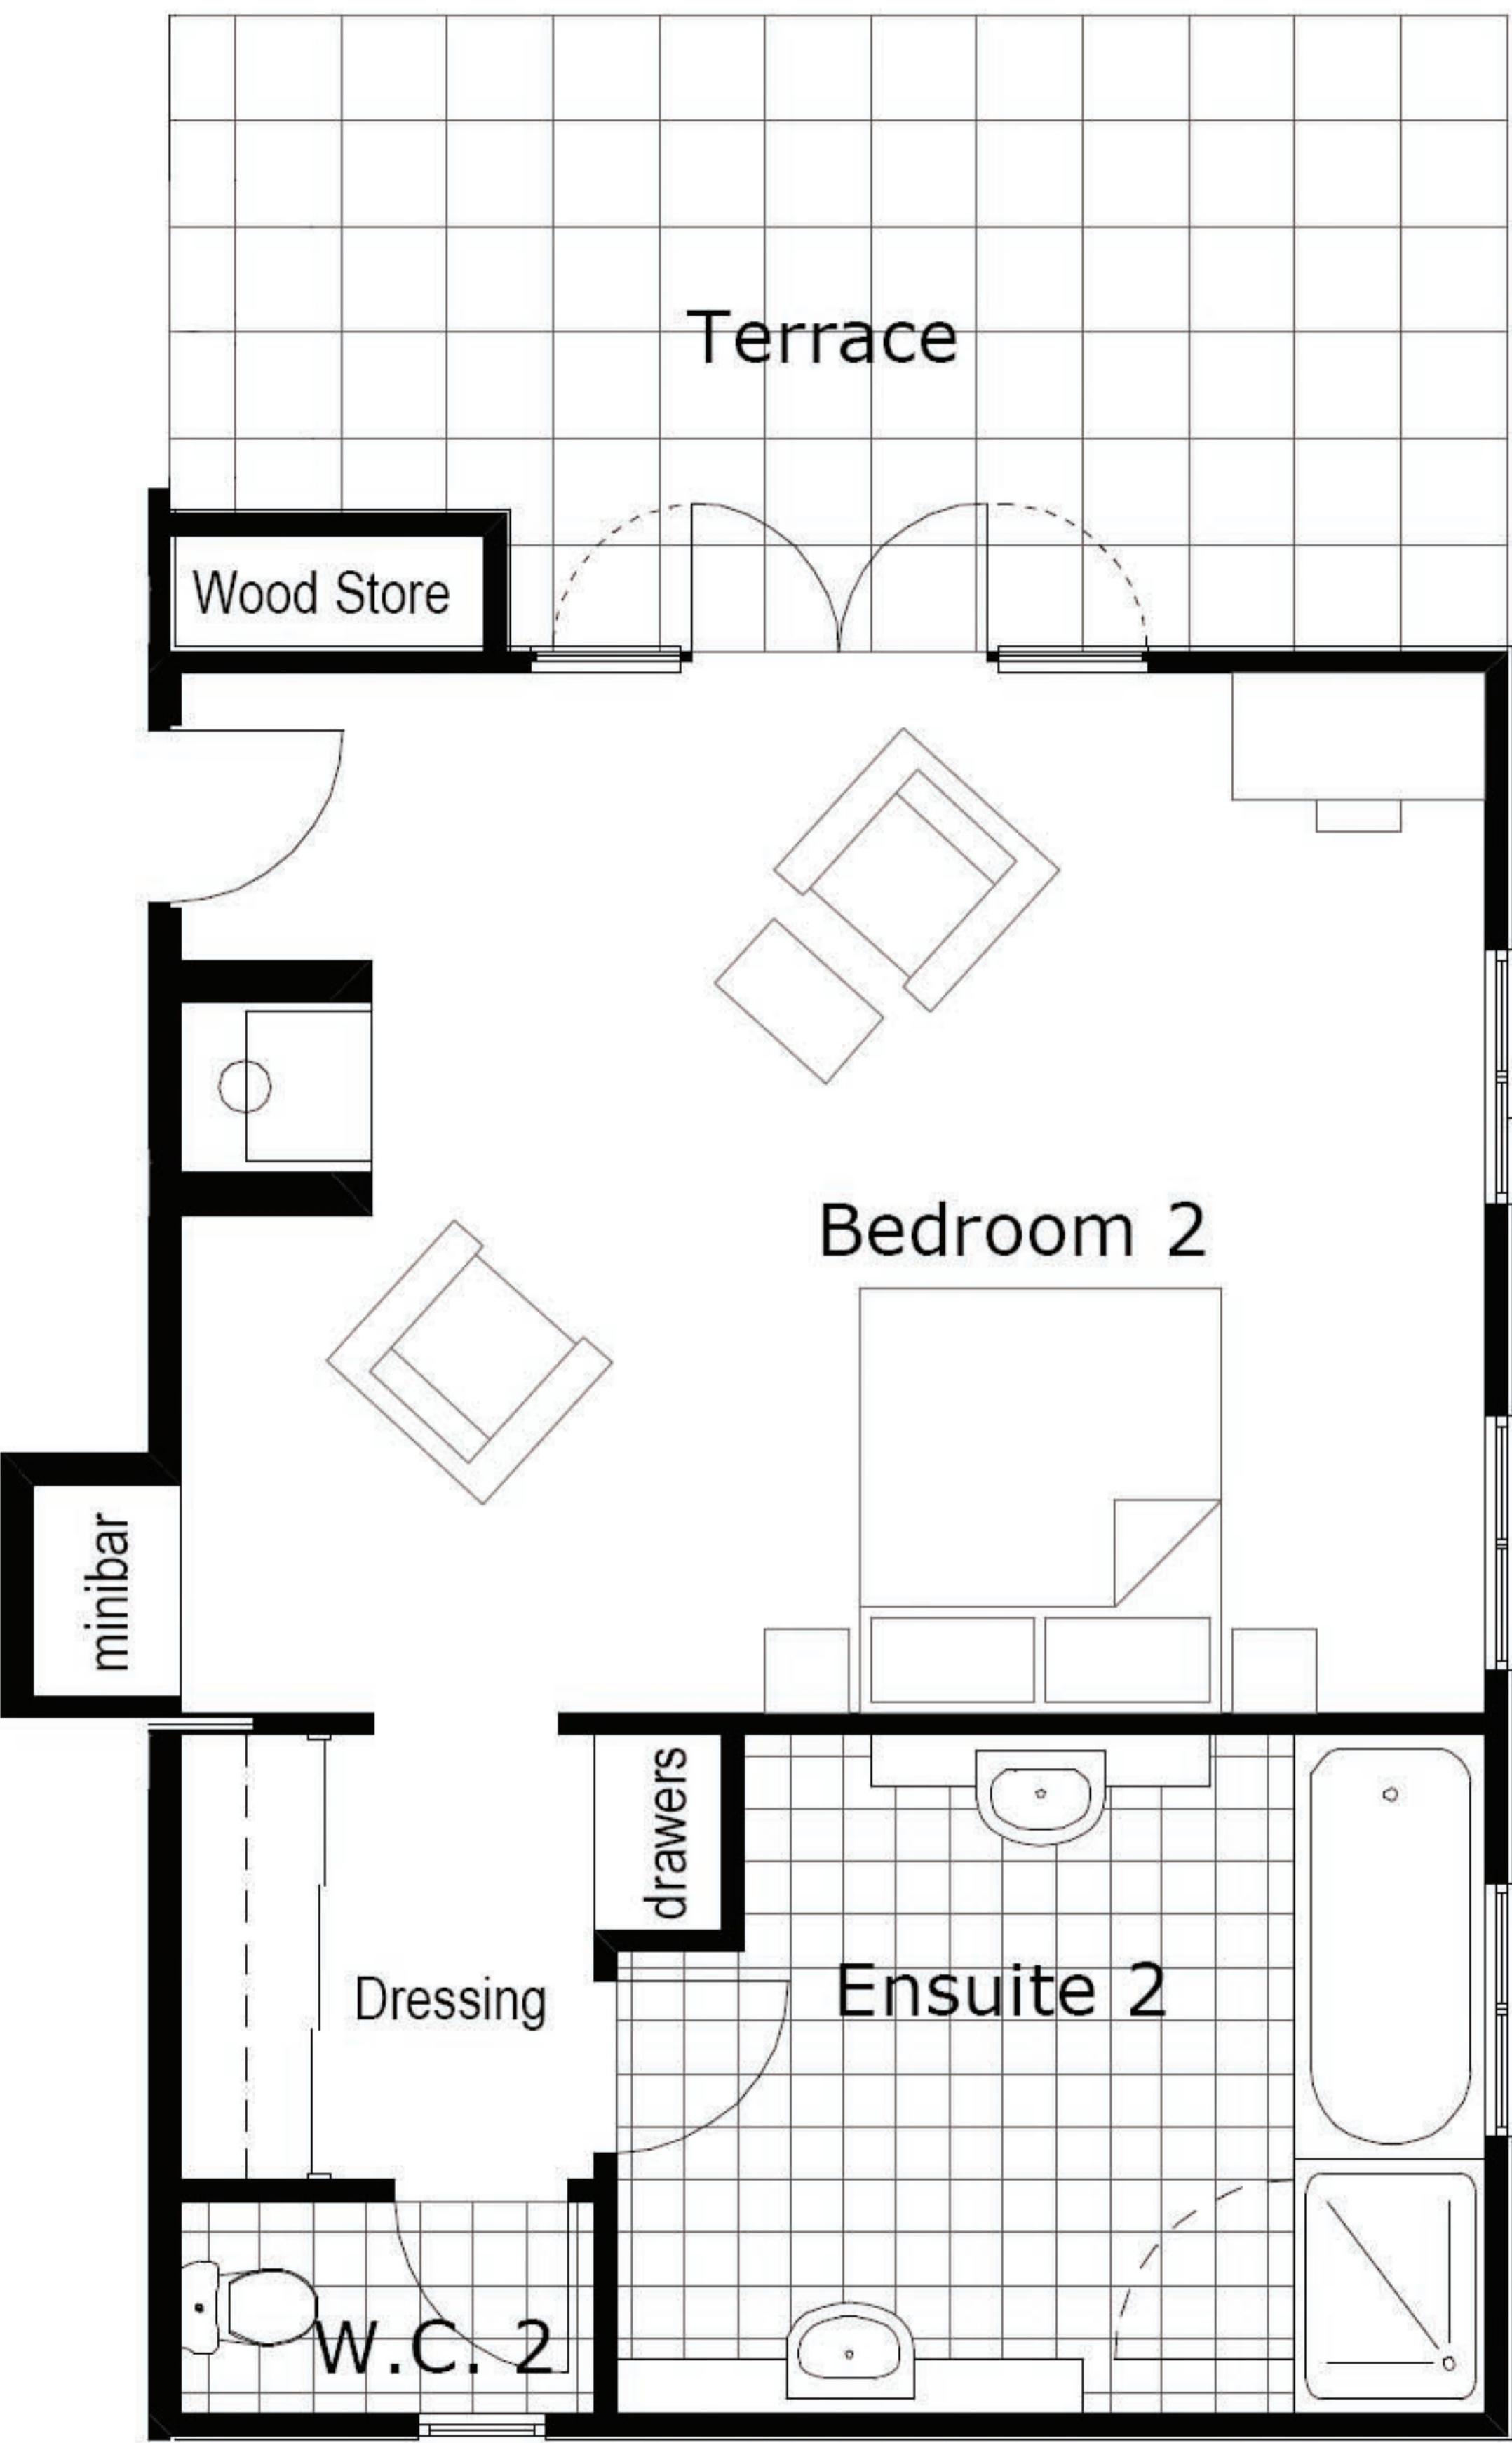 Terrace
Wood Store
Bedroom 2
minibar
drawers
Ensuite 2
Dressing
W.C. 2